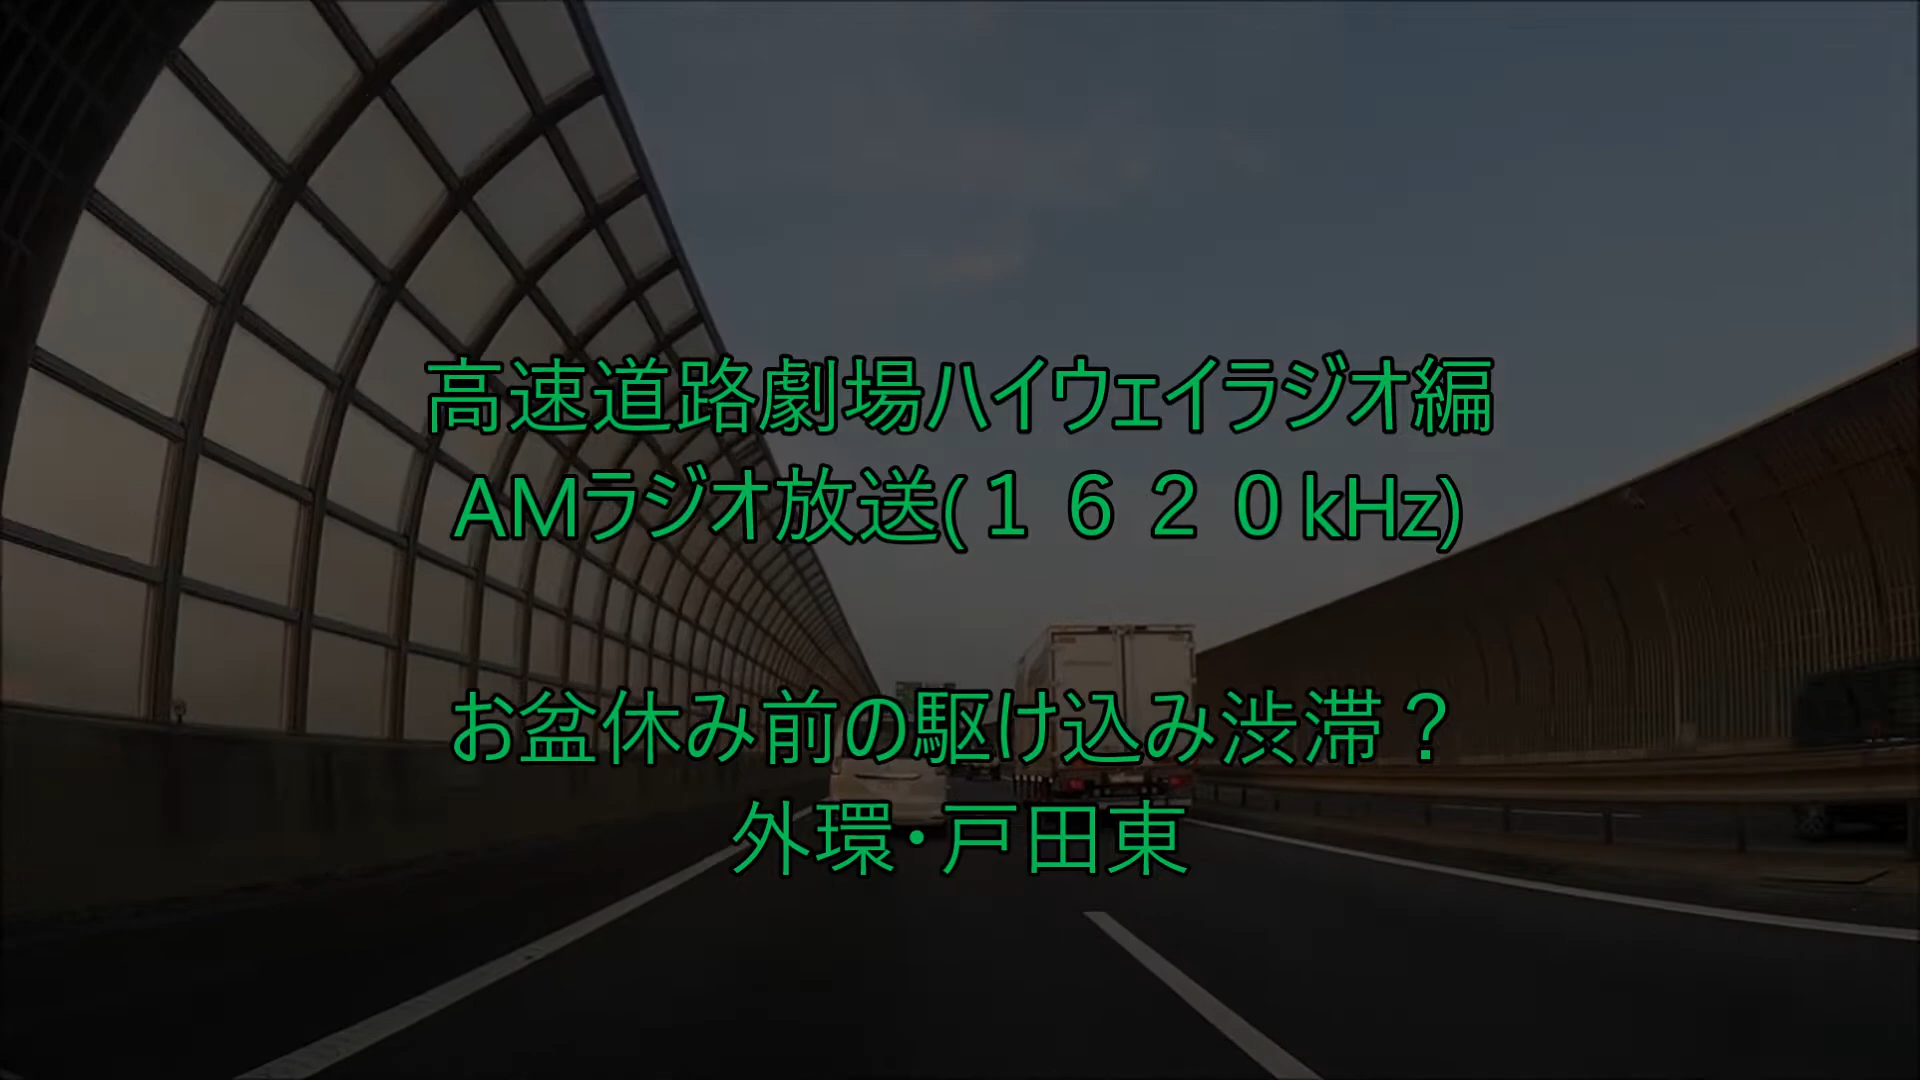 高速道路劇場ハイウェイラジオ編
AMラジオ放送(１６２０kHz)
お盆休み前の駆け込み渋滞？
外環・戸田東